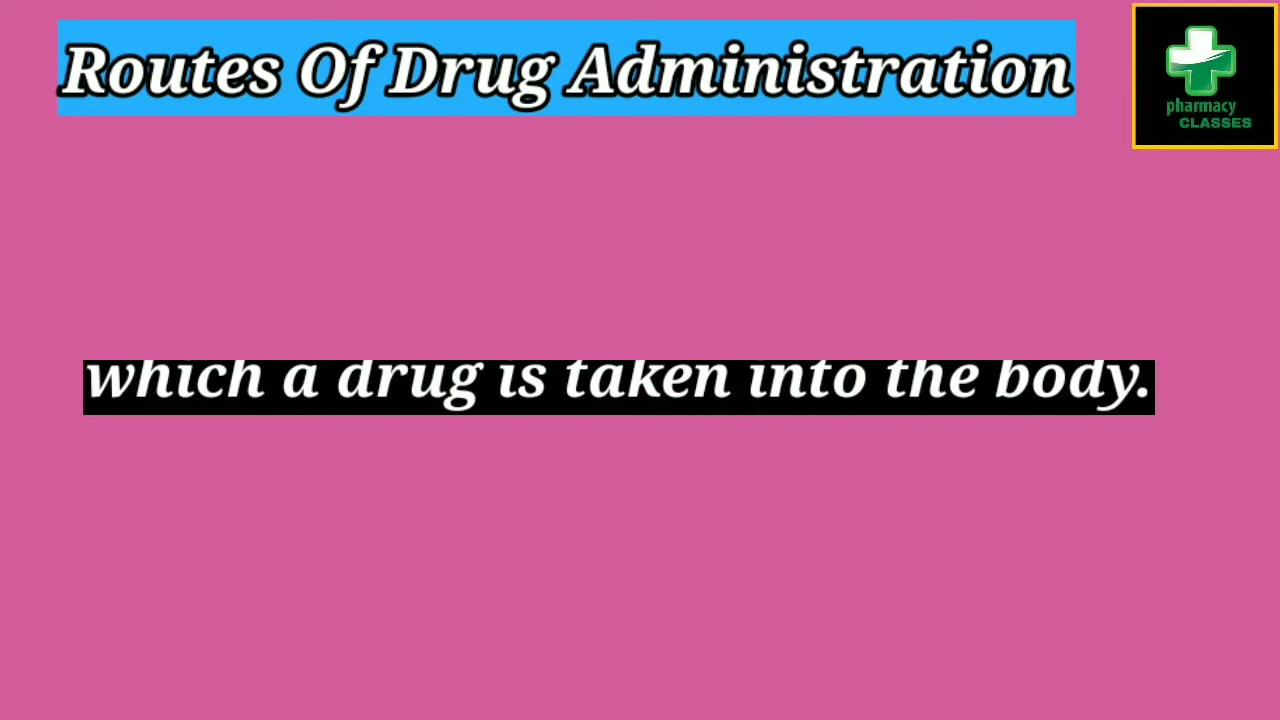 Routes Of Drug Administration
pharmacy
CLASSES
which a drug is taken into the body.